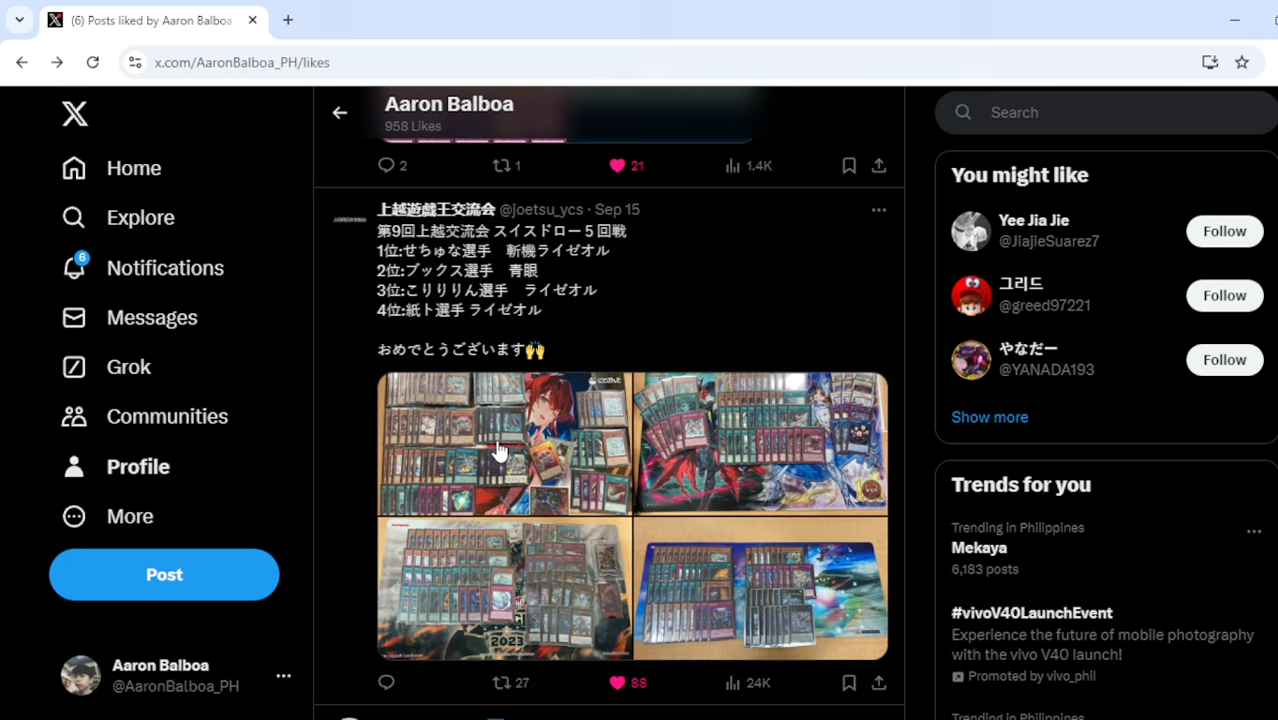 (6) Posts liked by Aaron Balboa
x.com/AaronBalboa_PH/likes
Home
Explore
6
Notifications
Messages
Grok
Communities
Profile
More
Post
Aaron Balboa
@AaronBalboa_PH
Aaron Balboa
958 Likes
2
1
21
1.4K
上越遊戯王交流会 @joetsu_ycs · Sep 15
第9回上越交流会 スイスドロー５回戦
1位:せちゅな選手　斬機ライゼオル
2位:ブックス選手　青眼
3位:こりりりん選手　ライゼオル
4位:紙ト選手 ライゼオル
おめでとうございます🙌
2023
27
88
24K
Search
You might like
Yee Jia Jie
@JiajieSuarez7
Follow
그리드
@greed97221
Follow
やなだー
@YANADA193
Follow
Show more
Trends for you
Trending in Philippines
Mekaya
6,183 posts
#vivoV40LaunchEvent
Experience the future of mobile photography
with the vivo V40 launch!
Promoted by vivo_phil
Trending in Philippines